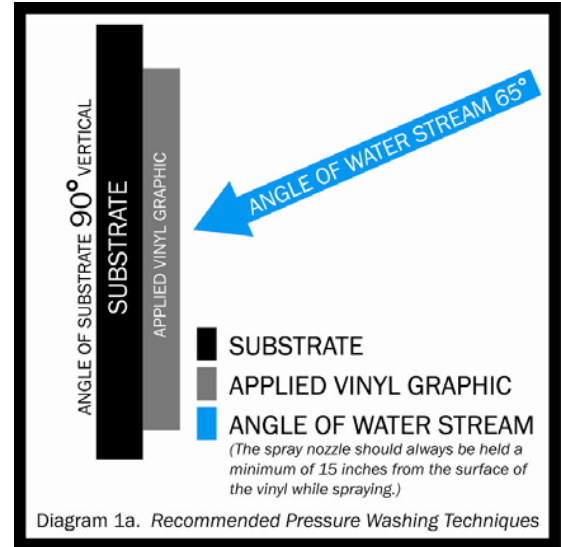 ANGLE OF SUBSTRATE 90° VERTICAL
SUBSTRATE
APPLIED VINYL GRAPHIC
ANGLE OF WATER STREAM 65°
SUBSTRATE
APPLIED VINYL GRAPHIC
ANGLE OF WATER STREAM
(The spray nozzle should always be held a
minimum of 15 inches from the surface of
the vinyl while spraying.)
Diagram 1a. Recommended Pressure Washing Techniques